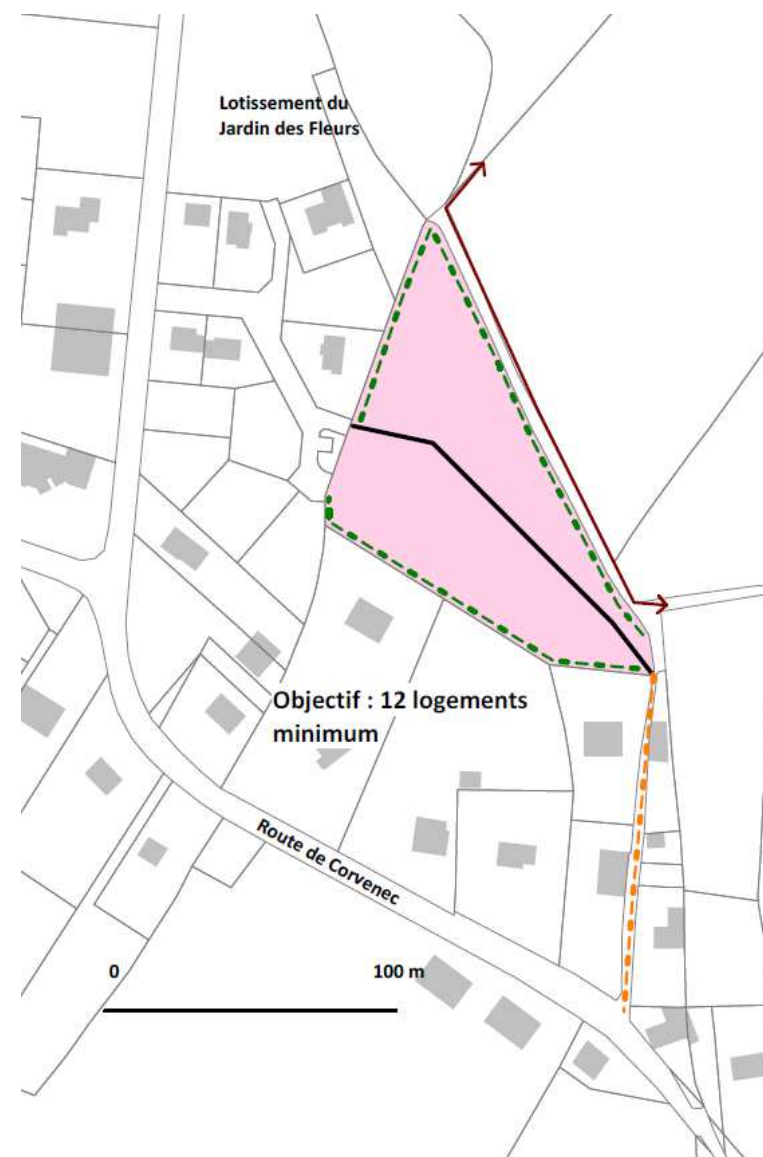 Lotissement du
Jardin des Fleurs
Objectif : 12 logements
minimum
Route de Corvenec
0
100 m